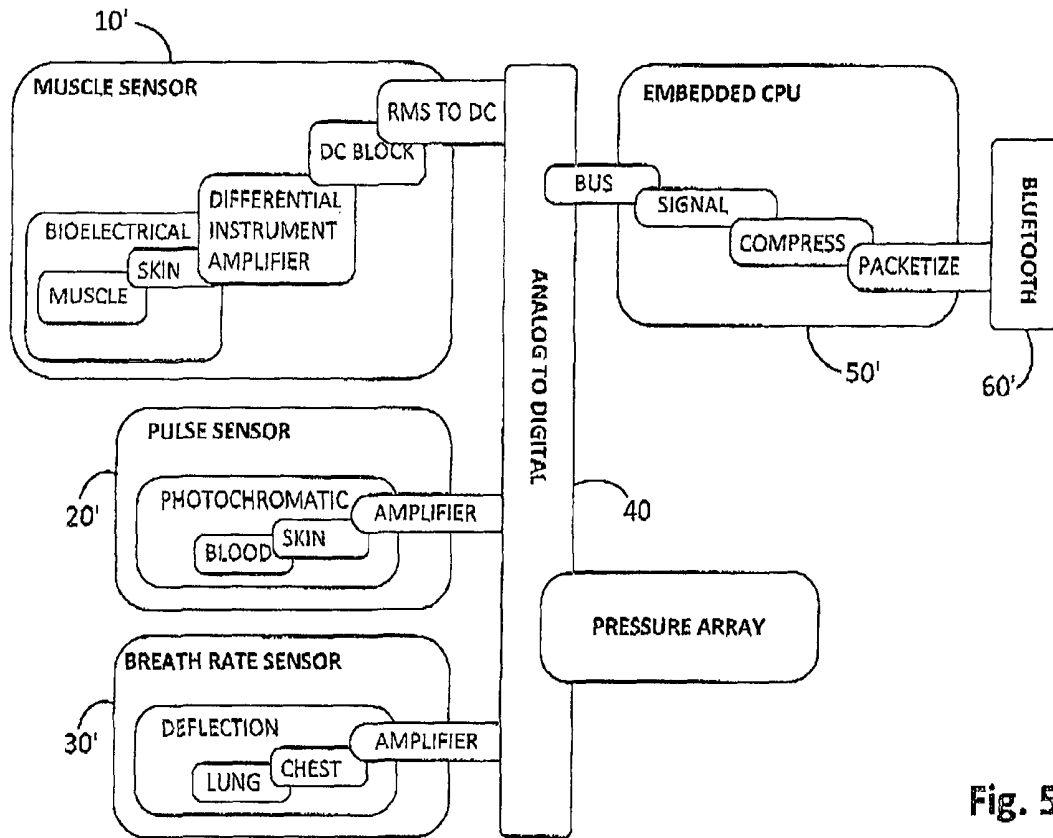 10'
MUSCLE SENSOR
RMS TO DC
DC BLOCK
DIFFERENTIAL
INSTRUMENT
AMPLIFIER
BIOELECTRICAL
SKIN
MUSCLE
EMBEDDED CPU
BUS
SIGNAL
COMPRESS
PACKETIZE
BLUETOOTH
50'
60'
ANALOG TO DIGITAL
40
PULSE SENSOR
PHOTOCHROMATIC
AMPLIFIER
SKIN
BLOOD
20'
PRESSURE ARRAY
BREATH RATE SENSOR
DEFLECTION
AMPLIFIER
CHEST
LUNG
30'
Fig. 5